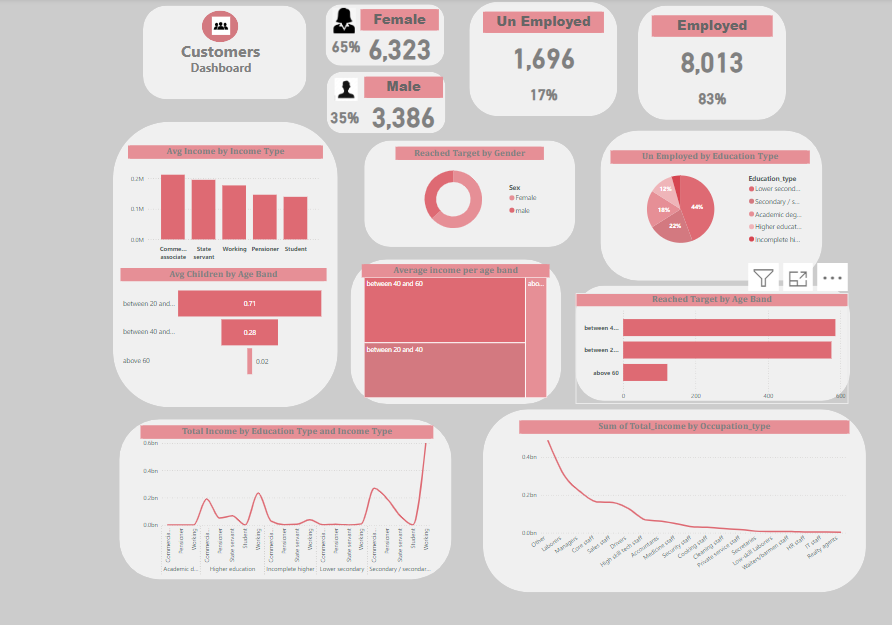 Customers
Dashboard
Female
65% 6,323
Male
35% 3,386
Un Employed
1,696
17%
Employed
8,013
83%
Avg Income by Income Type
0.2M
0.1M
0.0M
Comme... associate
State servant
Working
Pensioner
Student
Avg Children by Age Band
between 20 and... 0.71
between 40 and... 0.28
above 60 0.02
Reached Target by Gender
Sex
Female
male
Un Employed by Education Type
44%
22%
18%
12%
Education_type
Lower second...
Secondary / s...
Academic deg...
Higher educat...
Incomplete hi...
Average income per age band
between 40 and 60
abo...
between 20 and 40
Reached Target by Age Band
between 4...
between 2...
above 60
0 200 400 600
Total Income by Education Type and Income Type
0.6bn
0.4bn
0.2bn
0.0bn
Commercia...
Pensioner
Working
Commercia...
Pensioner
State servant
Student
Working
Commercia...
Pensioner
State servant
Working
Commercia...
Pensioner
State servant
Working
Commercia...
Pensioner
State servant
Student
Working
Academic d...
Higher education
Incomplete higher
Lower secondary
Secondary / secondar...
Sum of Total_income by Occupation_type
0.4bn
0.2bn
0.0bn
Other
Laborers
Managers
Core staff
Sales staff
Drivers
High skill tech staff
Accountants
Medicine staff
Security staff
Cooking staff
Cleaning staff
Private service staff
Secretaries
Low-skill Laborers
Waiters/barmen staff
HR staff
IT staff
Realty agents